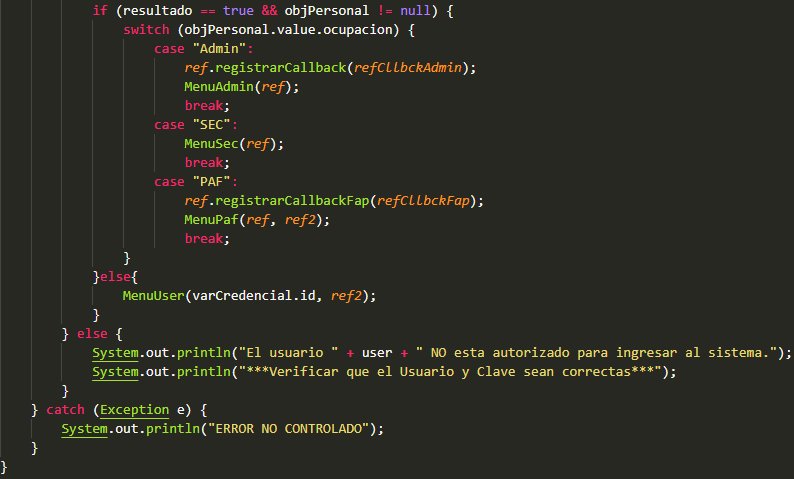 if (resultado == true && objPersonal != null) {
switch (objPersonal.value.ocupacion) {
case "Admin":
ref.registrarCallback(refCllbckAdmin);
MenuAdmin(ref);
break;
case "SEC":
MenuSec(ref);
break;
case "PAF":
ref.registrarCallbackFap(refCllbckFap);
MenuPaf(ref, ref2);
break;
}
}else{
MenuUser(varCredencial.id, ref2);
}
} else {
System.out.println("El usuario " + user + " NO esta autorizado para ingresar al sistema.");
System.out.println("***Verificar que el Usuario y Clave sean correctas***");
}
} catch (Exception e) {
System.out.println("ERROR NO CONTROLADO");
}
}